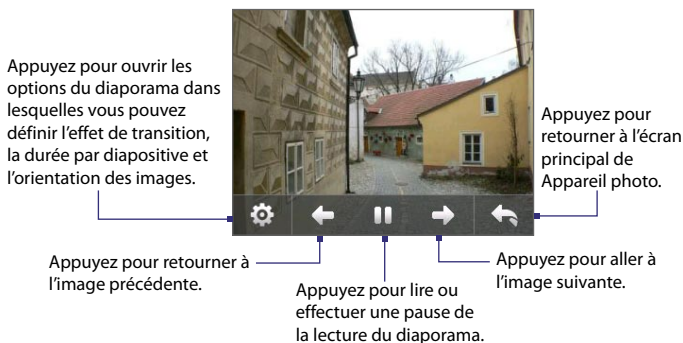 Appuyez pour ouvrir les
options du diaporama dans
lesquelles vous pouvez
définir l'effet de transition,
la durée par diapositive et
l'orientation des images.
Appuyez pour
retourner à l'écran
principal de
Appareil photo.
Appuyez pour retourner à
l'image précédente.
Appuyez pour lire ou
effectuer une pause de
la lecture du diaporama.
Appuyez pour aller à
l'image suivante.